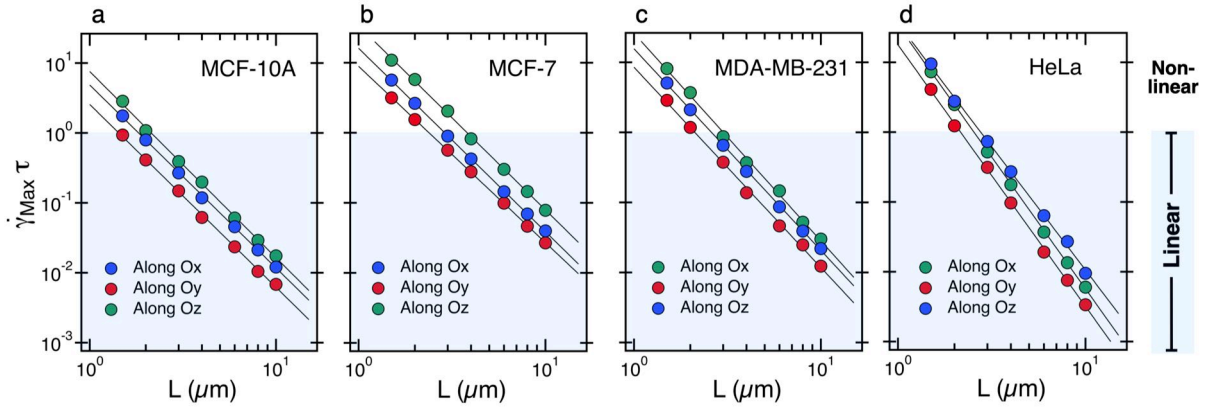 a
b
c
d
MCF-10A
MCF-7
MDA-MB-231
HeLa
Non-
linear
Linear
γ̇Max τ
10¹
10⁰
10⁻¹
10⁻²
10⁻³
Along Ox
Along Oy
Along Oz
Along Ox
Along Oy
Along Oz
Along Ox
Along Oy
Along Oz
Along Ox
Along Oy
Along Oz
10⁰
10¹
10⁰
10¹
10⁰
10¹
10⁰
10¹
L (µm)
L (µm)
L (µm)
L (µm)